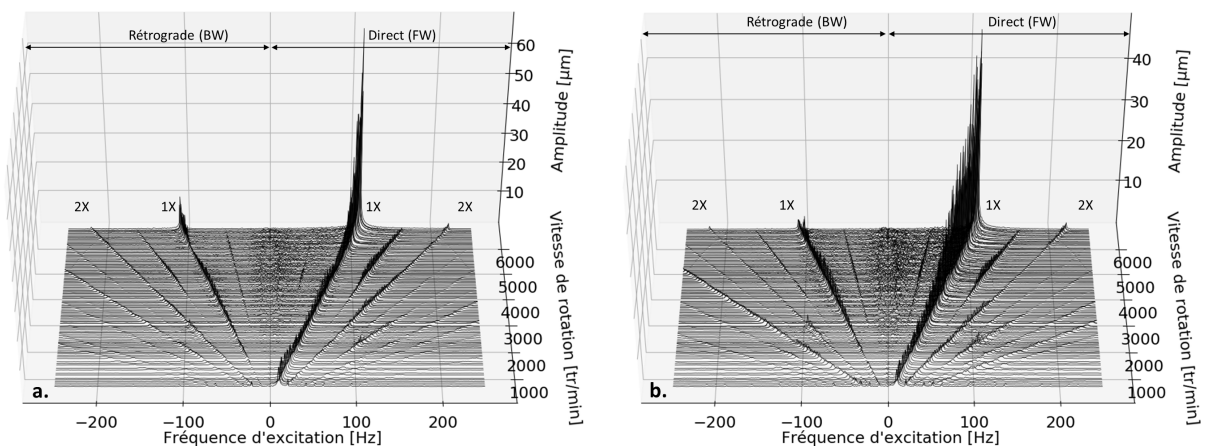 Rétrograde (BW)
Direct (FW)
60
50
40
30
20
10
Amplitude [µm]
2X
1X
1X
2X
6000
5000
4000
3000
2000
1000
Vitesse de rotation [tr/min]
a.
−200
−100
0
100
200
Fréquence d'excitation [Hz]
Rétrograde (BW)
Direct (FW)
40
30
20
10
Amplitude [µm]
2X
1X
1X
2X
6000
5000
4000
3000
2000
1000
Vitesse de rotation [tr/min]
b.
−200
−100
0
100
200
Fréquence d'excitation [Hz]